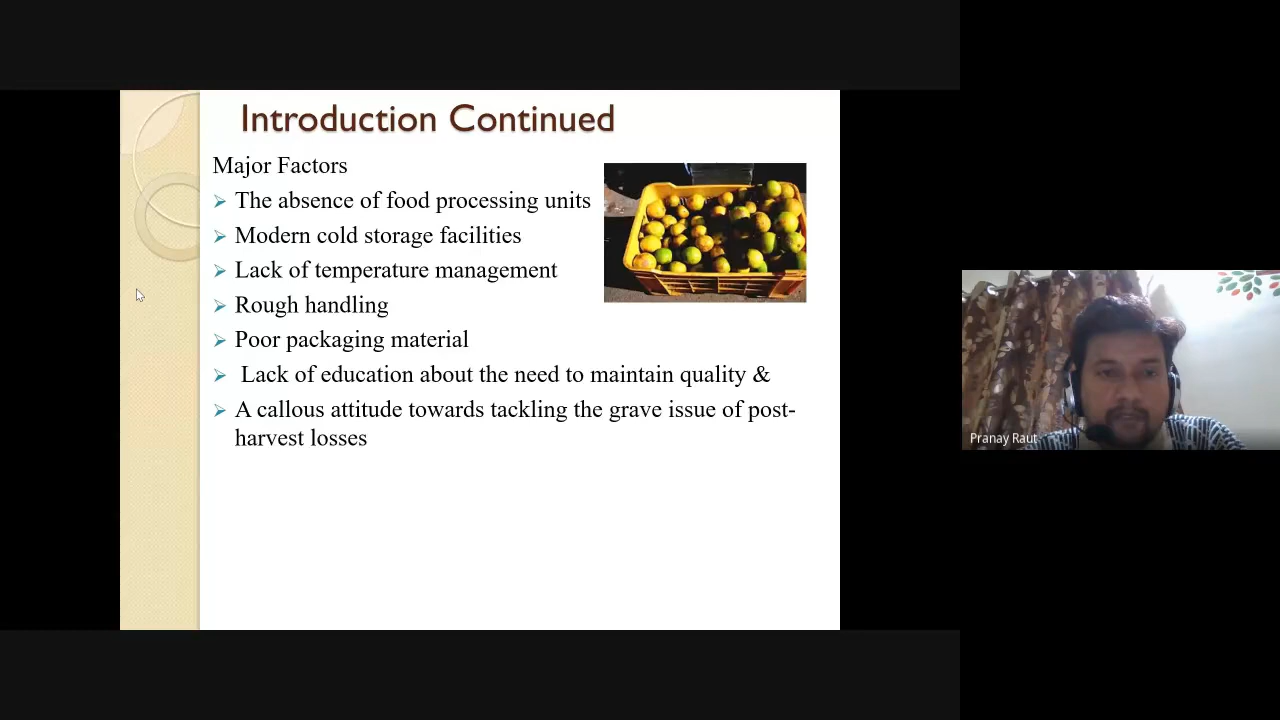 Introduction Continued
Major Factors
The absence of food processing units
Modern cold storage facilities
Lack of temperature management
Rough handling
Poor packaging material
Lack of education about the need to maintain quality &
A callous attitude towards tackling the grave issue of post-
harvest losses
Pranay Raut